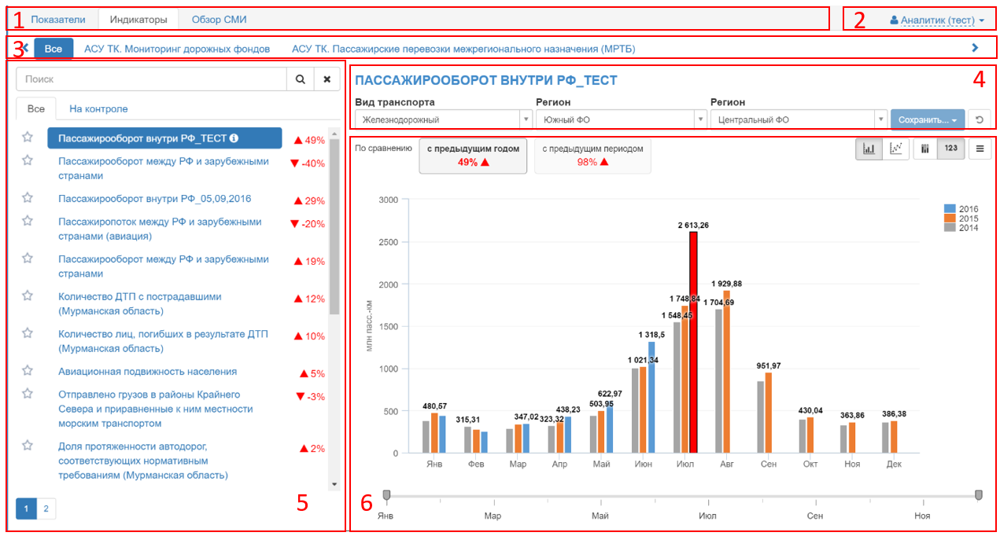 1 Показатели Индикаторы Обзор СМИ 2 Аналитик (тест)
3 Все АСУ ТК. Мониторинг дорожных фондов АСУ ТК. Пассажирские перевозки межрегионального назначения (МРТБ)
Поиск
Все На контроле
Пассажирооборот внутри РФ_ТЕСТ 49%
Пассажирооборот между РФ и зарубежными -40%
странами
Пассажирооборот внутри РФ_05,09,2016 29%
Пассажиропоток между РФ и зарубежными -20%
странами (авиация)
Пассажирооборот между РФ и зарубежными 19%
странами
Количество ДТП с пострадавшими 12%
(Мурманская область)
Количество лиц, погибших в результате ДТП 10%
(Мурманская область)
Авиационная подвижность населения 5%
Отправлено грузов в районы Крайнего -3%
Севера и приравненные к ним местности
морским транспортом
Доля протяженности автодорог, 2%
соответствующих нормативным
требованиям (Мурманская область)
1 2 5
ПАССАЖИРООБОРОТ ВНУТРИ РФ_ТЕСТ 4
Вид транспорта Регион Регион
Железнодорожный Южный ФО Центральный ФО Сохранить...
По сравнению с предыдущим годом с предыдущим периодом 123
49% 98%
3000
2016
2015
2014
2 613,26
2500
2000
1 929,88
1 748,84 1 704,69
1 548,45
1500
1 318,5
1 021,34
1000
951,97
622,97
503,95
500
480,57 315,31 347,02 323,32 438,23 430,04 363,86 386,38
0
млн пасс.-км
Янв Фев Мар Апр Май Июн Июл Авг Сен Окт Ноя Дек
6
Янв Мар Май Июл Сен Ноя